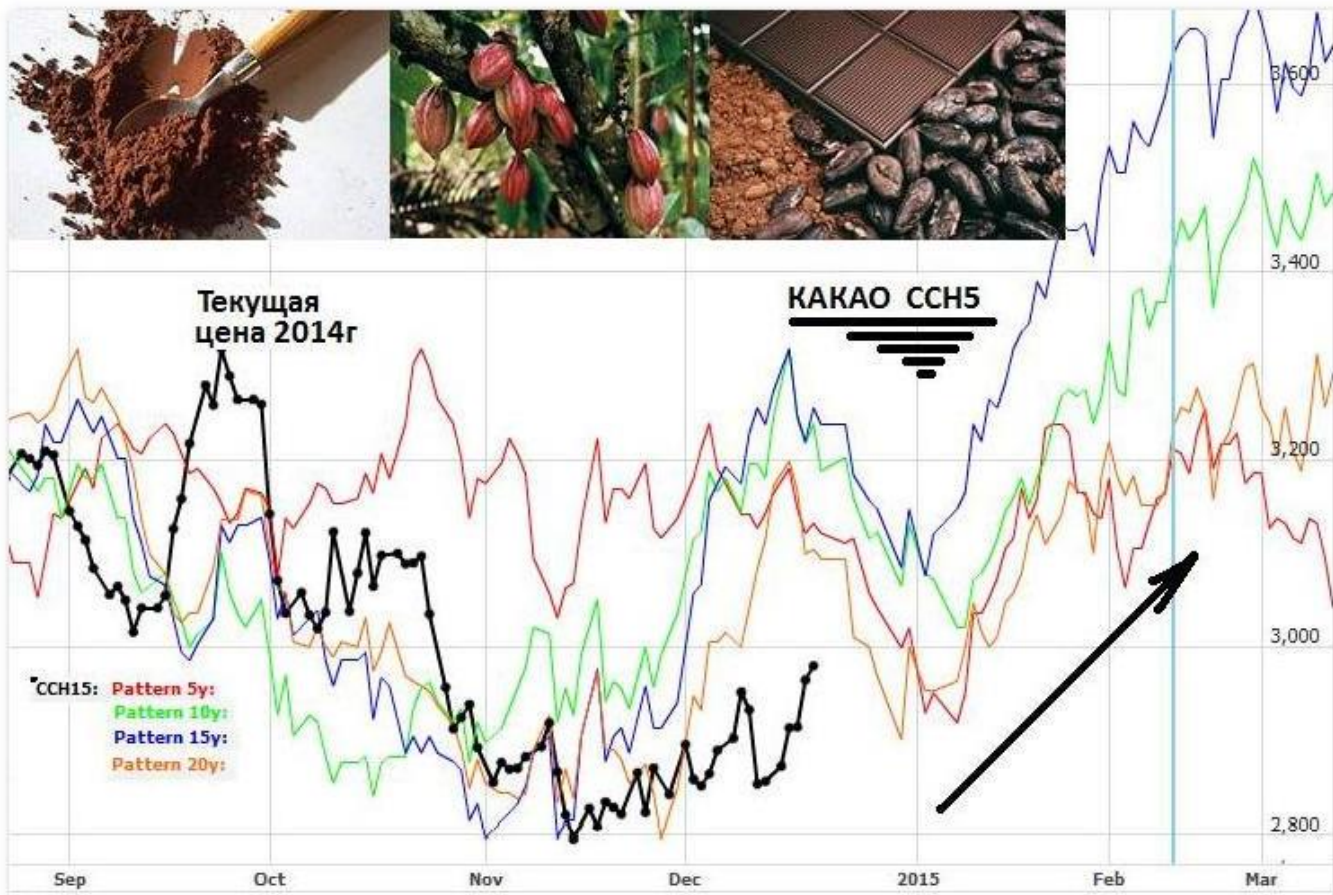 3,600
3,400
Текущая
цена 2014г
КАКАО CCH5
3,200
3,000
CCH15: Pattern 5y:
Pattern 10y:
Pattern 15y:
Pattern 20y:
2,800
Sep Oct Nov Dec 2015 Feb Mar